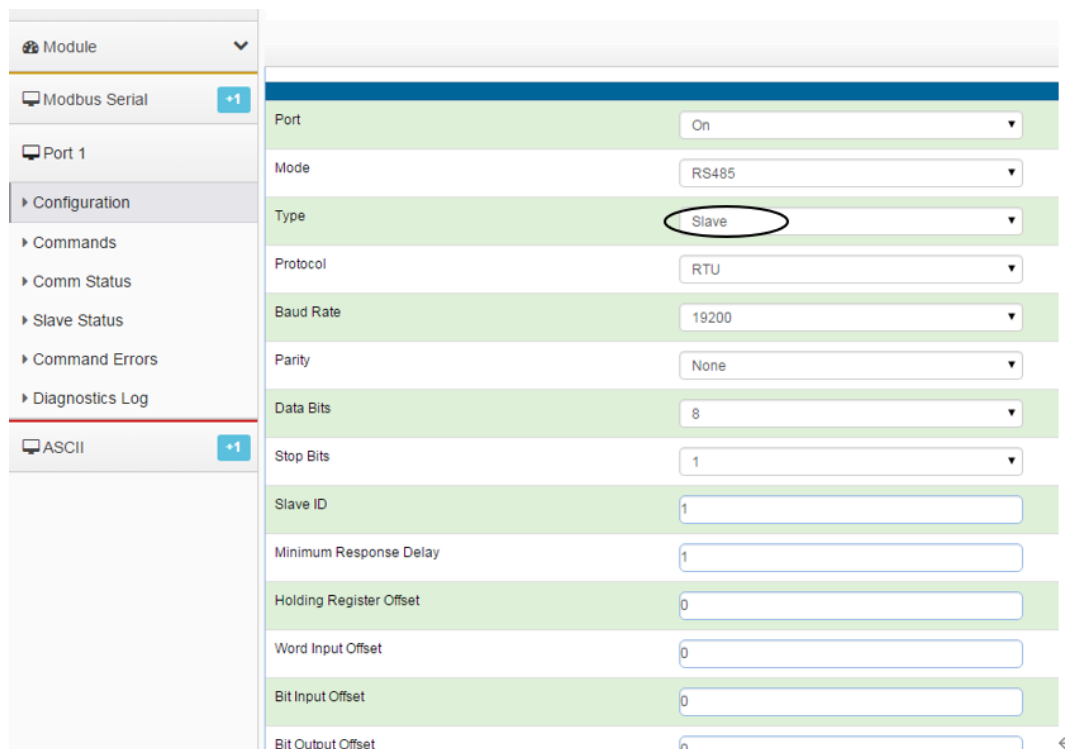 Module
Modbus Serial +1
Port 1
Configuration
Commands
Comm Status
Slave Status
Command Errors
Diagnostics Log
ASCII +1
Port On
Mode RS485
Type Slave
Protocol RTU
Baud Rate 19200
Parity None
Data Bits 8
Stop Bits 1
Slave ID 1
Minimum Response Delay 1
Holding Register Offset 0
Word Input Offset 0
Bit Input Offset 0
Bit Output Offset 0